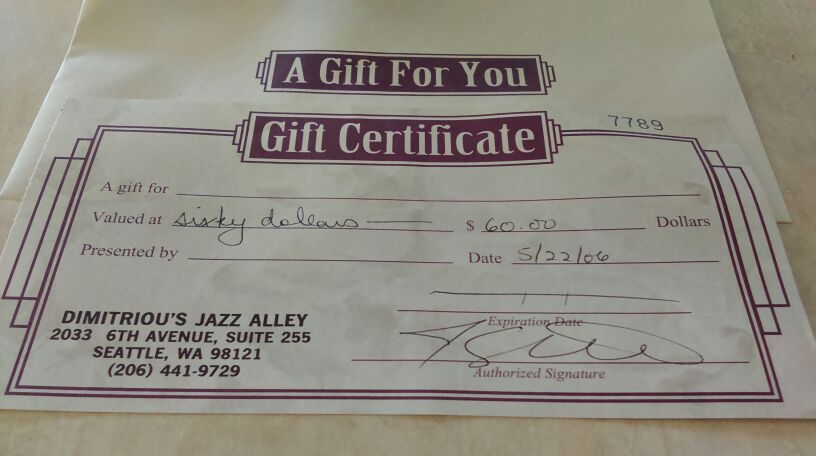 A Gift For You
Gift Certificate
7789
A gift for
Valued at sixty dollars $ 60.00 Dollars
Presented by Date 5/22/06
Expiration Date
DIMITRIOU'S JAZZ ALLEY
2033 6TH AVENUE, SUITE 255
SEATTLE, WA 98121
(206) 441-9729
Authorized Signature